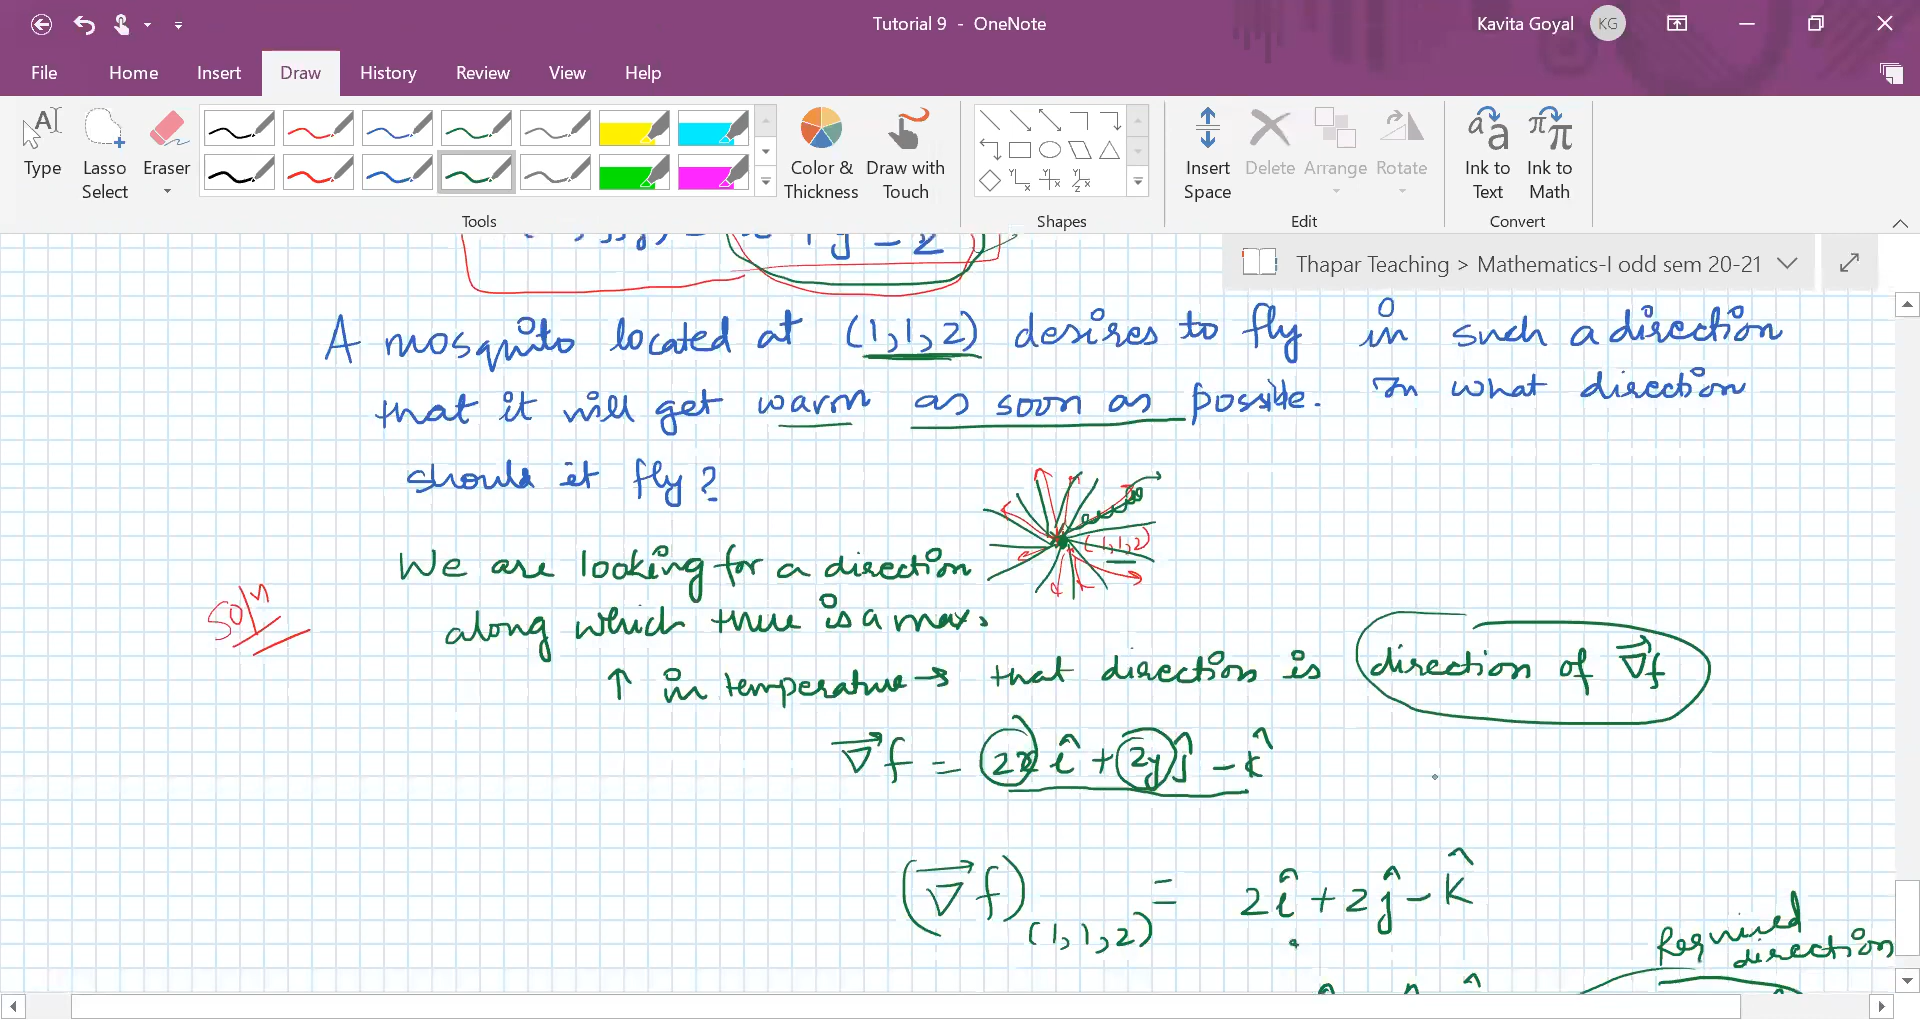 Tutorial 9 - OneNote
Kavita Goyal KG
File Home Insert Draw History Review View Help
Type Lasso Select Eraser Color & Thickness Draw with Touch Insert Space Delete Arrange Rotate Ink to Text Ink to Math
Tools Shapes Edit Convert
Thapar Teaching > Mathematics-I odd sem 20-21
A mosquito located at (1,1,2) desires to fly in such a direction
that it will get warm as soon as possible. In what direction
should it fly?
(1,1,2)
Soln
We are looking for a direction
along which there is a max.
↑ in temperature → that direction is direction of ∇⃗f
∇⃗f = 2x î + 2y ĵ - k̂
(∇⃗f)(1,1,2) = 2î + 2ĵ - k̂
Required
direction